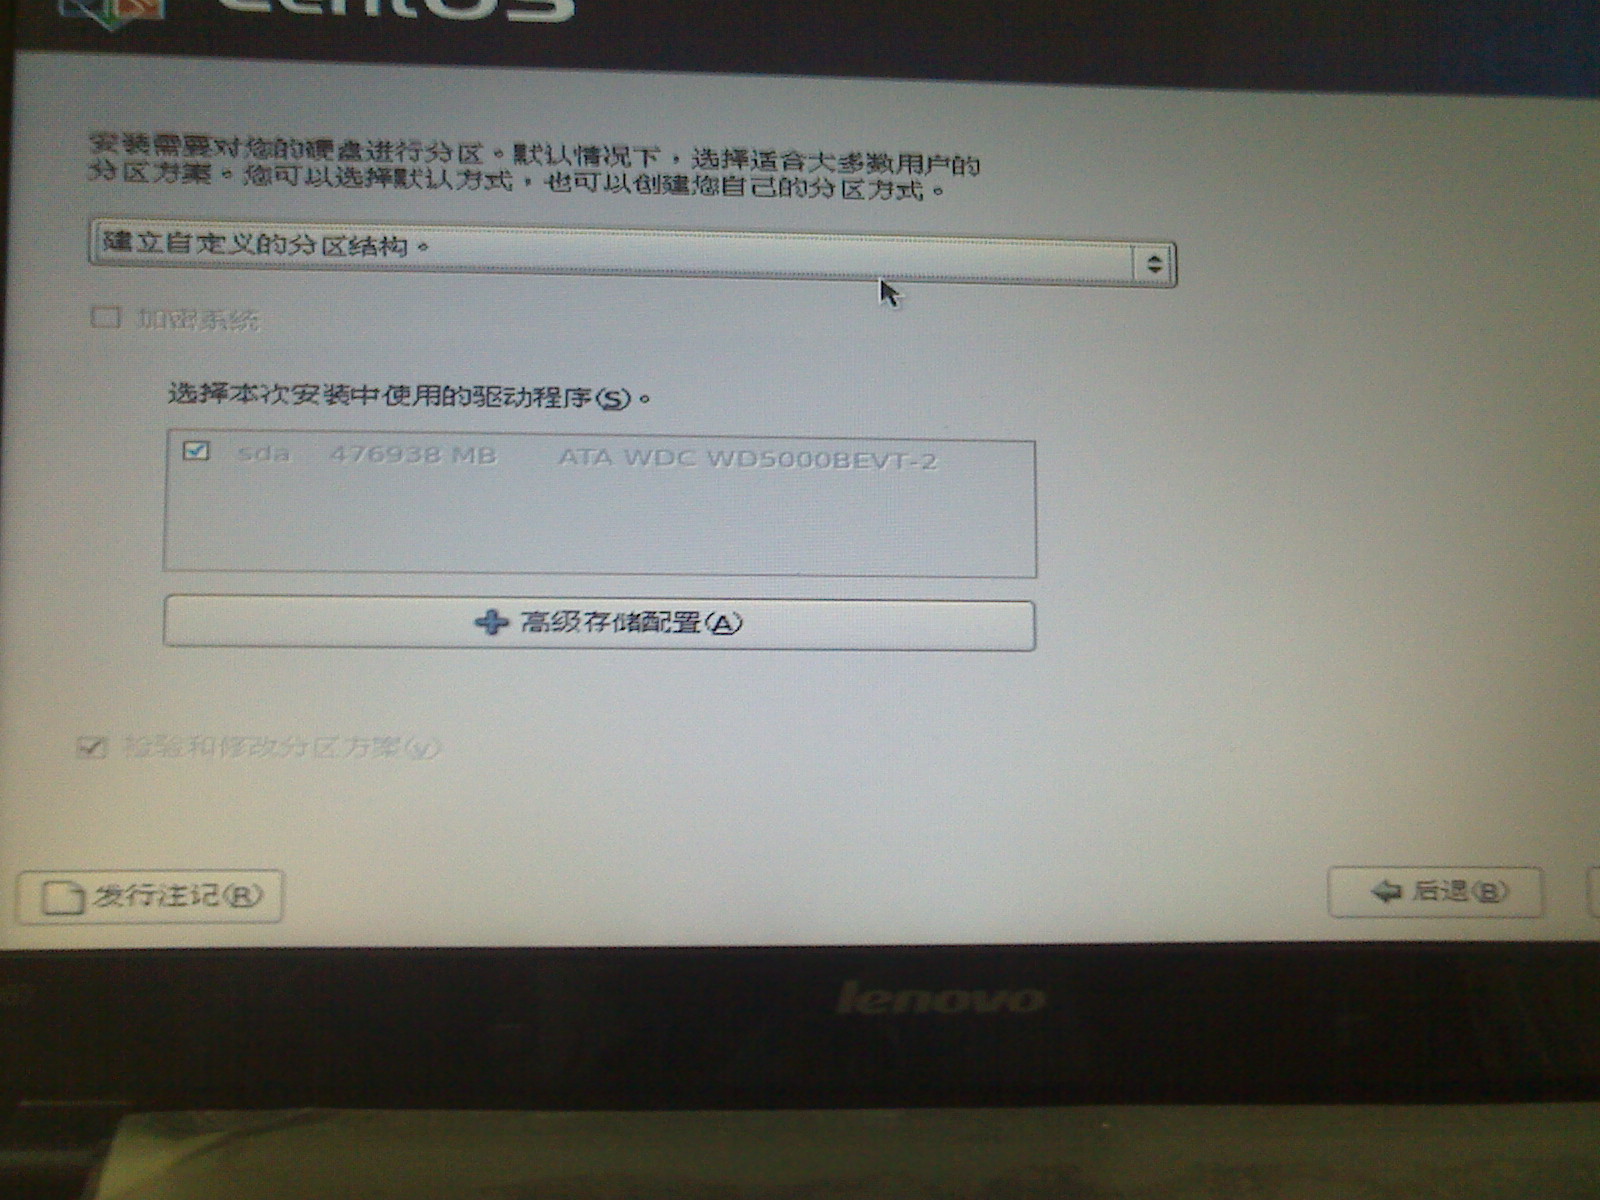 CentOS
安装需要对您的硬盘进行分区。默认情况下，选择适合大多数用户的
分区方案。您可以选择默认方式，也可以创建您自己的分区方式。
建立自定义的分区结构。
加密系统
选择本次安装中使用的驱动程序(S)。
sda 476938 MB ATA WDC WD5000BEVT-2
高级存储配置(A)
检验和修改分区方案(V)
发行注记(R)
后退(B)
lenovo